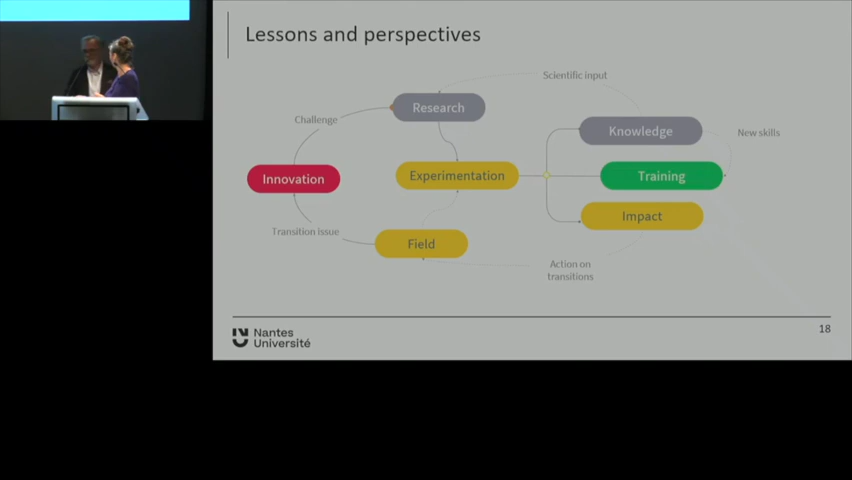 Lessons and perspectives
Scientific input
Research
Challenge
Knowledge
New skills
Innovation
Experimentation
Training
Impact
Transition issue
Field
Action on
transitions
18
Nantes
Université